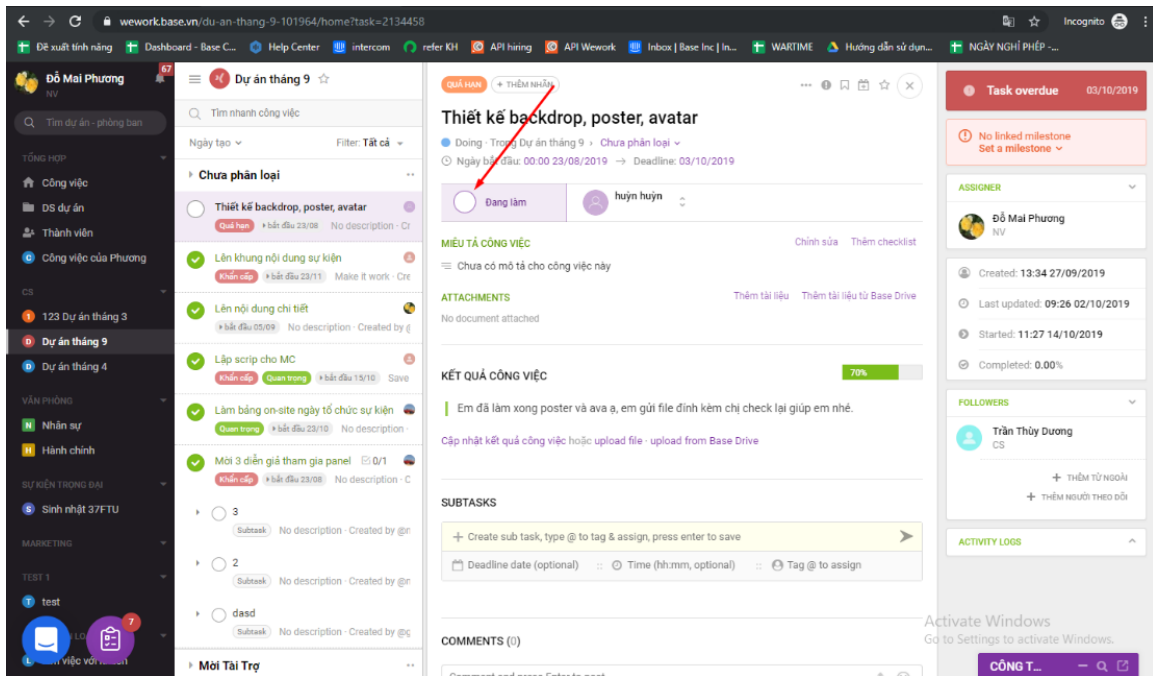 wework.base.vn/du-an-thang-9-101964/home?task=2134458
Incognito
Đề xuất tính năng
Dashboard - Base C...
Help Center
intercom
refer KH
API hiring
API Wework
Inbox | Base Inc | In...
WARTIME
Hướng dẫn sử dụn...
NGÀY NGHỈ PHÉP -...
Đỗ Mai Phương
67
NV
Tìm dự án - phòng ban
TỔNG HỢP
Công việc
DS dự án
Thành viên
C Công việc của Phương
CS
1 123 Dự án tháng 3
D Dự án tháng 9
D Dự án tháng 4
VĂN PHÒNG
N Nhân sự
H Hành chính
SỰ KIỆN TRỌNG ĐẠI
S Sinh nhật 37FTU
MARKETING
TEST 1
T test
7
Dự án tháng 9
Tìm nhanh công việc
Ngày tạo
Filter: Tất cả
Chưa phân loại
Thiết kế backdrop, poster, avatar
Quá hạn bắt đầu 23/08 No description · Cr
Lên khung nội dung sự kiện
Khẩn cấp bắt đầu 23/11 Make it work · Cre
Lên nội dung chi tiết
bắt đầu 05/09 No description · Created by
Lập scrip cho MC
Khẩn cấp Quan trọng bắt đầu 15/10 Save
Làm bảng on-site ngày tổ chức sự kiện
Quan trọng bắt đầu 23/10 No description ·
Mời 3 diễn giả tham gia panel 0/1
Khẩn cấp bắt đầu 23/08 No description · C
3
Subtask No description · Created by
2
Subtask No description · Created by
dasd
Subtask No description · Created by
Mời Tài Trợ
QUÁ HẠN + THÊM NHÃN
Thiết kế backdrop, poster, avatar
Doing · Trong Dự án tháng 9 › Chưa phân loại
Ngày bắt đầu: 00:00 23/08/2019 → Deadline: 03/10/2019
Đang làm
huỳn huỳn
MIÊU TẢ CÔNG VIỆC
Chỉnh sửa Thêm checklist
Chưa có mô tả cho công việc này
ATTACHMENTS
Thêm tài liệu Thêm tài liệu từ Base Drive
No document attached
KẾT QUẢ CÔNG VIỆC
70%
Em đã làm xong poster và ava ạ, em gửi file đính kèm chị check lại giúp em nhé.
Cập nhật kết quả công việc hoặc upload file · upload from Base Drive
SUBTASKS
+ Create sub task, type @ to tag & assign, press enter to save
Deadline date (optional) :: Time (hh:mm, optional) :: Tag @ to assign
COMMENTS (0)
Comment and press Enter to post
Task overdue 03/10/2019
No linked milestone
Set a milestone
ASSIGNER
Đỗ Mai Phương
NV
Created: 13:34 27/09/2019
Last updated: 09:26 02/10/2019
Started: 11:27 14/10/2019
Completed: 0.00%
FOLLOWERS
Trần Thùy Dương
CS
+ THÊM TỪ NGOÀI
+ THÊM NGƯỜI THEO DÕI
ACTIVITY LOGS
Activate Windows
Go to Settings to activate Windows.
CÔNG T...